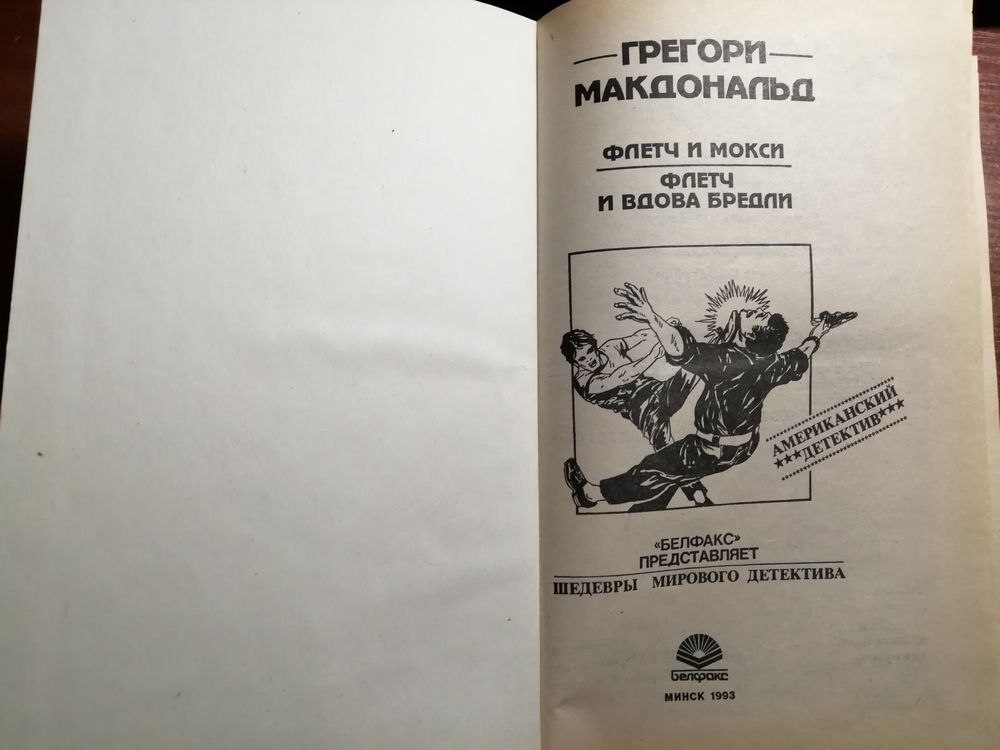 ГРЕГОРИ
МАКДОНАЛЬД
ФЛЕТЧ И МОКСИ
ФЛЕТЧ
И ВДОВА БРЕДЛИ
АМЕРИКАНСКИЙ
★★★ДЕТЕКТИВ★★★
«БЕЛФАКС»
ПРЕДСТАВЛЯЕТ
ШЕДЕВРЫ МИРОВОГО ДЕТЕКТИВА
белфакс
МИНСК 1993